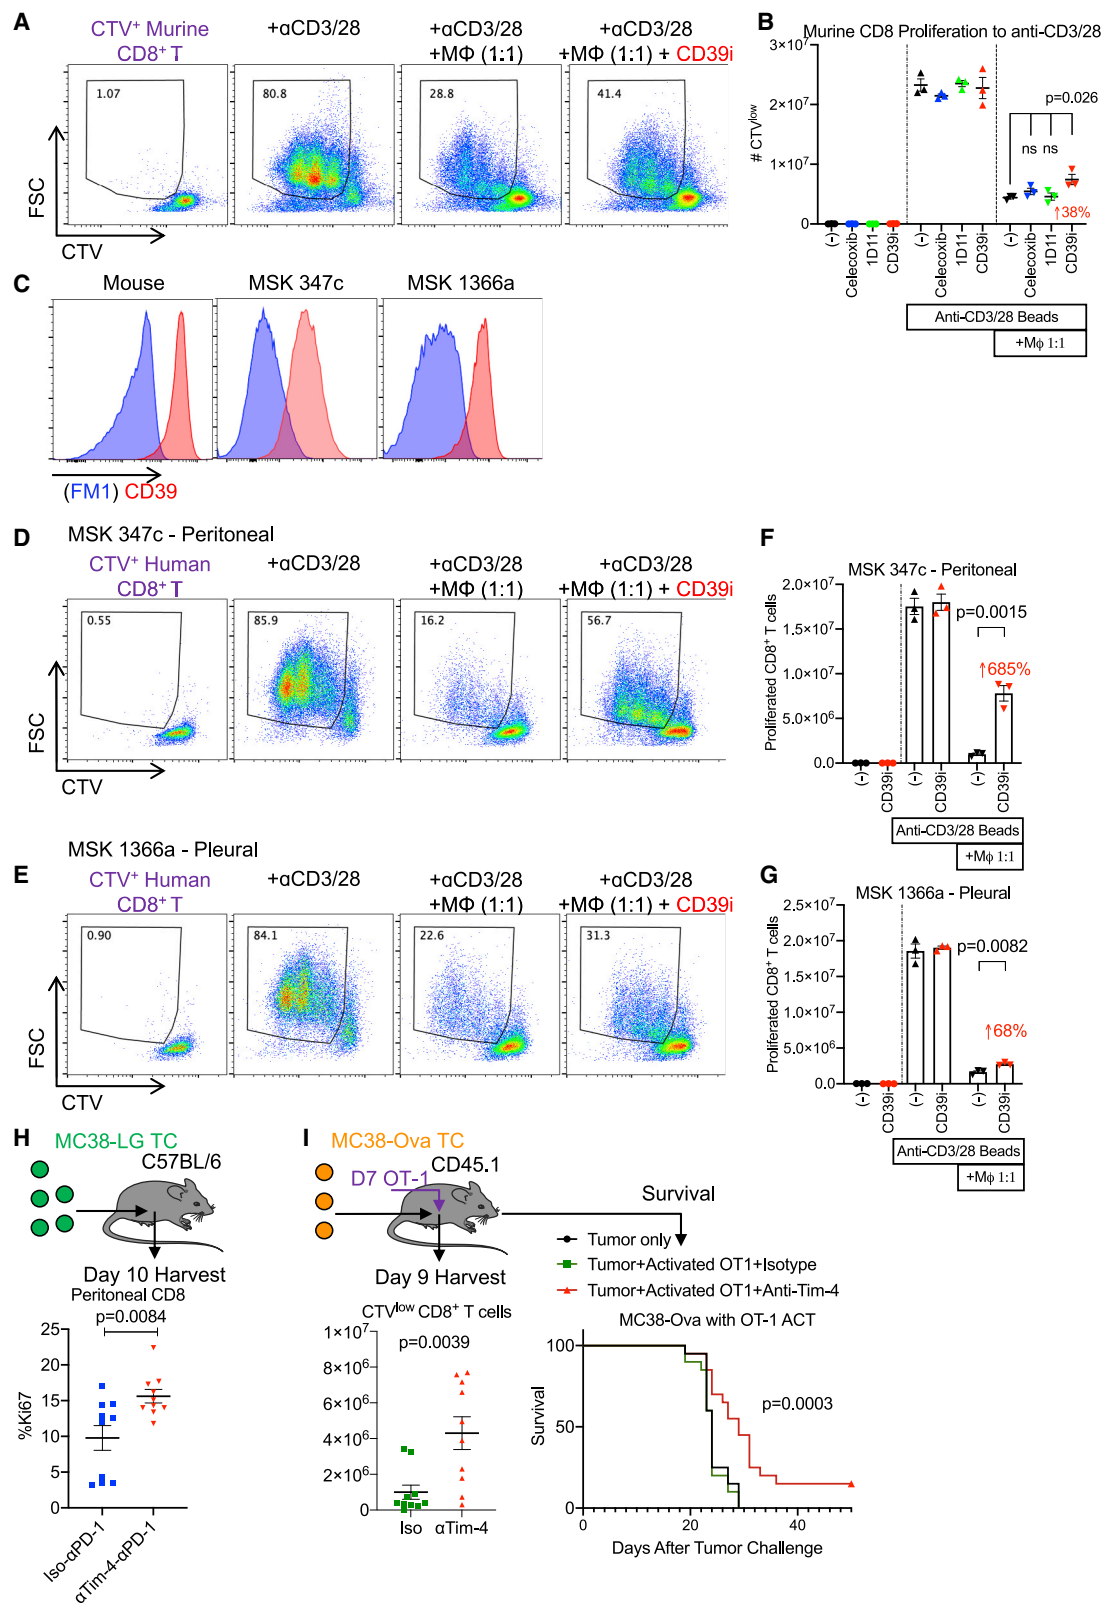 A
CTV+ Murine
CD8+ T
+αCD3/28
+αCD3/28
+MΦ (1:1)
+αCD3/28
+MΦ (1:1) + CD39i
1.07
80.8
28.8
41.4
FSC
CTV
B
Murine CD8 Proliferation to anti-CD3/28
# CTVlow
3×10⁷
2×10⁷
1×10⁷
0
p=0.026
ns
ns
↑38%
(-)
Celecoxib
1D11
CD39i
(-)
Celecoxib
1D11
CD39i
(-)
Celecoxib
1D11
CD39i
Anti-CD3/28 Beads
+Mφ 1:1
C
Mouse
MSK 347c
MSK 1366a
(FM1) CD39
D
MSK 347c - Peritoneal
CTV+ Human
CD8+ T
+αCD3/28
+αCD3/28
+MΦ (1:1)
+αCD3/28
+MΦ (1:1) + CD39i
0.55
85.9
16.2
56.7
FSC
CTV
F
MSK 347c - Peritoneal
Proliferated CD8+ T cells
2.0×10⁷
1.5×10⁷
1.0×10⁷
5.0×10⁶
0.0
p=0.0015
↑685%
(-)
CD39i
(-)
CD39i
(-)
CD39i
Anti-CD3/28 Beads
+Mφ 1:1
E
MSK 1366a - Pleural
CTV+ Human
CD8+ T
+αCD3/28
+αCD3/28
+MΦ (1:1)
+αCD3/28
+MΦ (1:1) + CD39i
0.90
84.1
22.6
31.3
FSC
CTV
G
MSK 1366a - Pleural
Proliferated CD8+ T cells
2.5×10⁷
2.0×10⁷
1.5×10⁷
1.0×10⁷
5.0×10⁶
0.0
p=0.0082
↑68%
(-)
CD39i
(-)
CD39i
(-)
CD39i
Anti-CD3/28 Beads
+Mφ 1:1
H
MC38-LG TC
C57BL/6
Day 10 Harvest
Peritoneal CD8
p=0.0084
%Ki67
25
20
15
10
5
0
Iso-αPD-1
αTim-4-αPD-1
I
MC38-Ova TC
D7 OT-1
CD45.1
Survival
Day 9 Harvest
Tumor only
Tumor+Activated OT1+Isotype
Tumor+Activated OT1+Anti-Tim-4
CTVlow CD8+ T cells
p=0.0039
1×10⁷
8×10⁶
6×10⁶
4×10⁶
2×10⁶
0
Iso
αTim-4
MC38-Ova with OT-1 ACT
Survival
100
50
0
p=0.0003
0
20
40
Days After Tumor Challenge